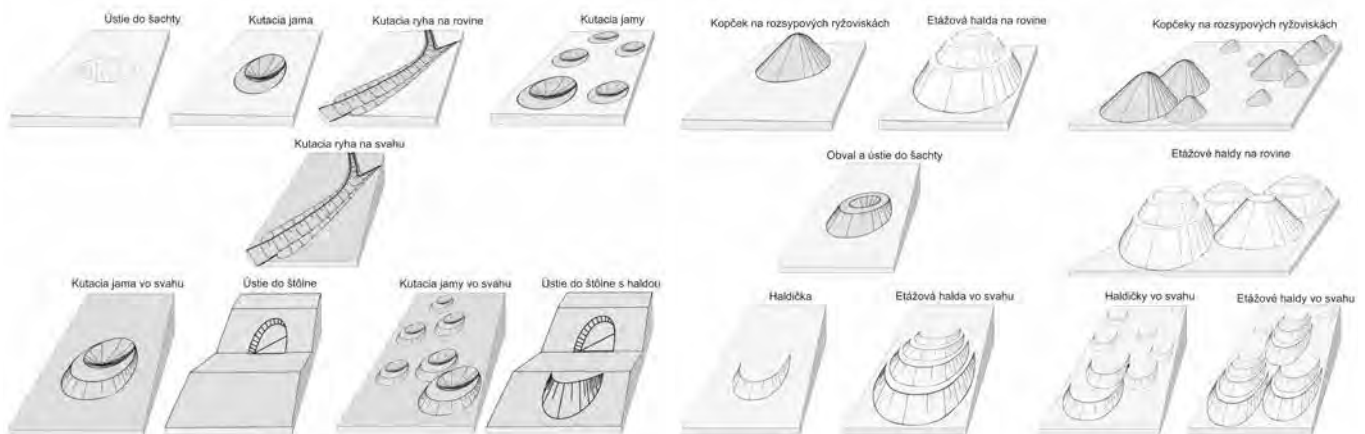 Ústie do šachty
Kutacia jama
Kutacia ryha na rovine
Kutacia jamy
Kopček na rozsypových ryžoviskách
Etážová halda na rovine
Kopčeky na rozsypových ryžoviskách
Kutacia ryha na svahu
Obval a ústie do šachty
Etážové haldy na rovine
Kutacia jama vo svahu
Ústie do štôlne
Kutacia jamy vo svahu
Ústie do štôlne s haldou
Haldička
Etážová halda vo svahu
Haldičky vo svahu
Etážové haldy vo svahu